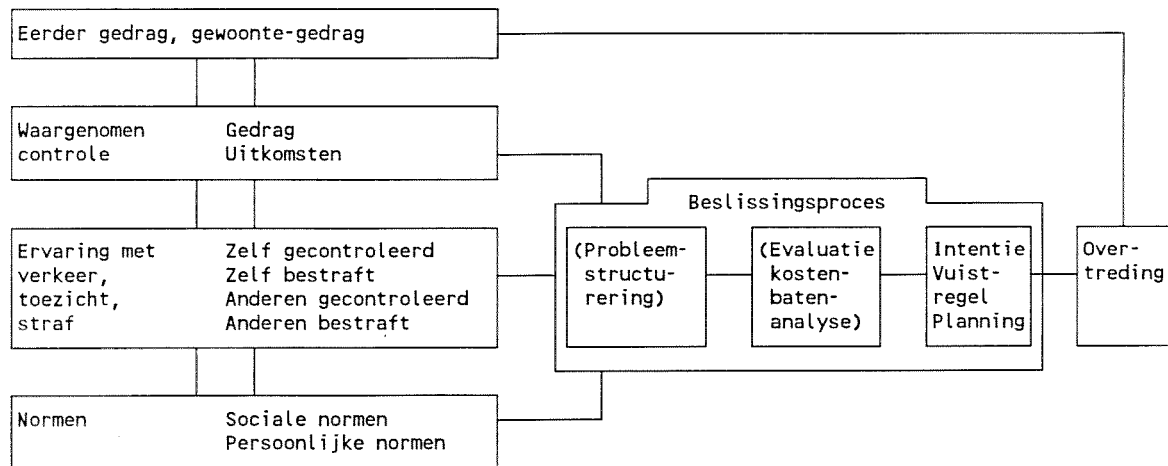 Eerder gedrag, gewoonte-gedrag
Waargenomen Gedrag
controle Uitkomsten
Beslissingsproces
Ervaring met Zelf gecontroleerd
verkeer, Zelf bestraft
toezicht, Anderen gecontroleerd
straf Anderen bestraft
(Probleem-
structu-
rering)
(Evaluatie
kosten-
baten-
analyse)
Intentie
Vuist-
regel
Planning
Over-
treding
Normen Sociale normen
Persoonlijke normen